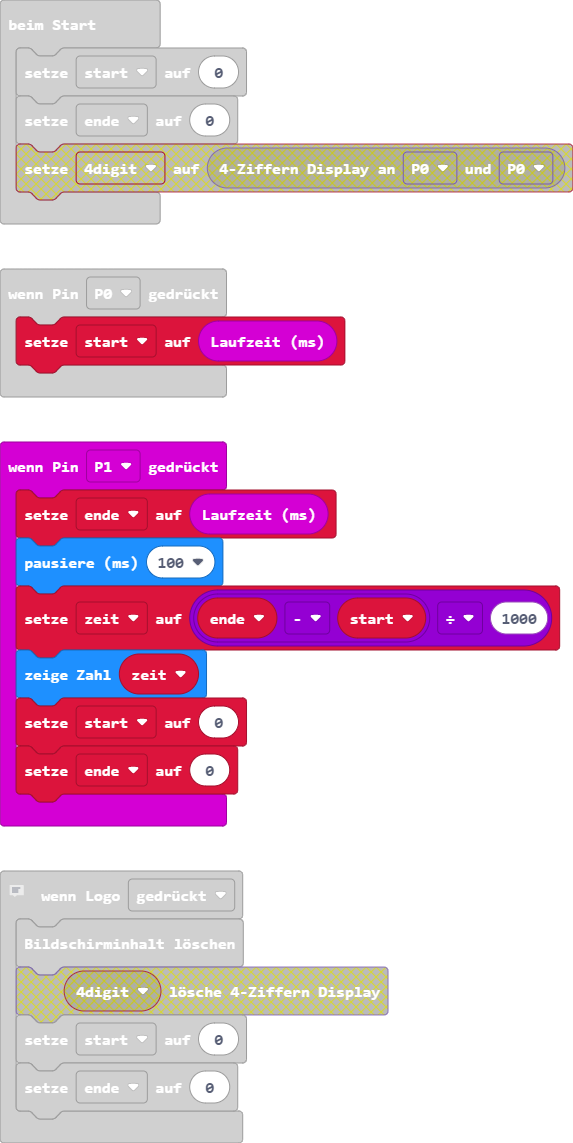 beim Start
setze start auf 0
setze ende auf 0
setze 4digit auf 4-Ziffern Display an P0 und P0
wenn Pin P0 gedrückt
setze start auf Laufzeit (ms)
wenn Pin P1 gedrückt
setze ende auf Laufzeit (ms)
pausiere (ms) 100
setze zeit auf ende - start ÷ 1000
zeige Zahl zeit
setze start auf 0
setze ende auf 0
wenn Logo gedrückt
Bildschirminhalt löschen
4digit lösche 4-Ziffern Display
setze start auf 0
setze ende auf 0